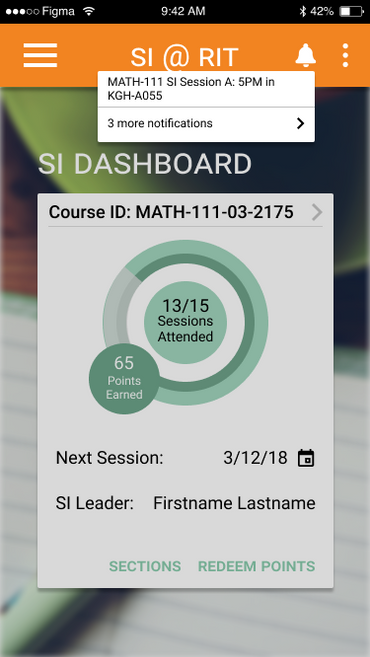 Figma 9:42 AM 42%
SI @ RIT
MATH-111 SI Session A: 5PM in
KGH-A055
3 more notifications
SI DASHBOARD
Course ID: MATH-111-03-2175
13/15
Sessions
Attended
65
Points
Earned
Next Session: 3/12/18
SI Leader: Firstname Lastname
SECTIONS REDEEM POINTS